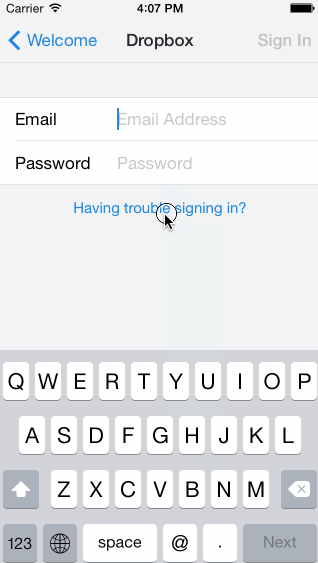 Carrier 4:07 PM
Welcome Dropbox Sign In
Email Email Address
Password Password
Having trouble signing in?
Q W E R T Y U I O P
A S D F G H J K L
Z X C V B N M
123 space @ . Next